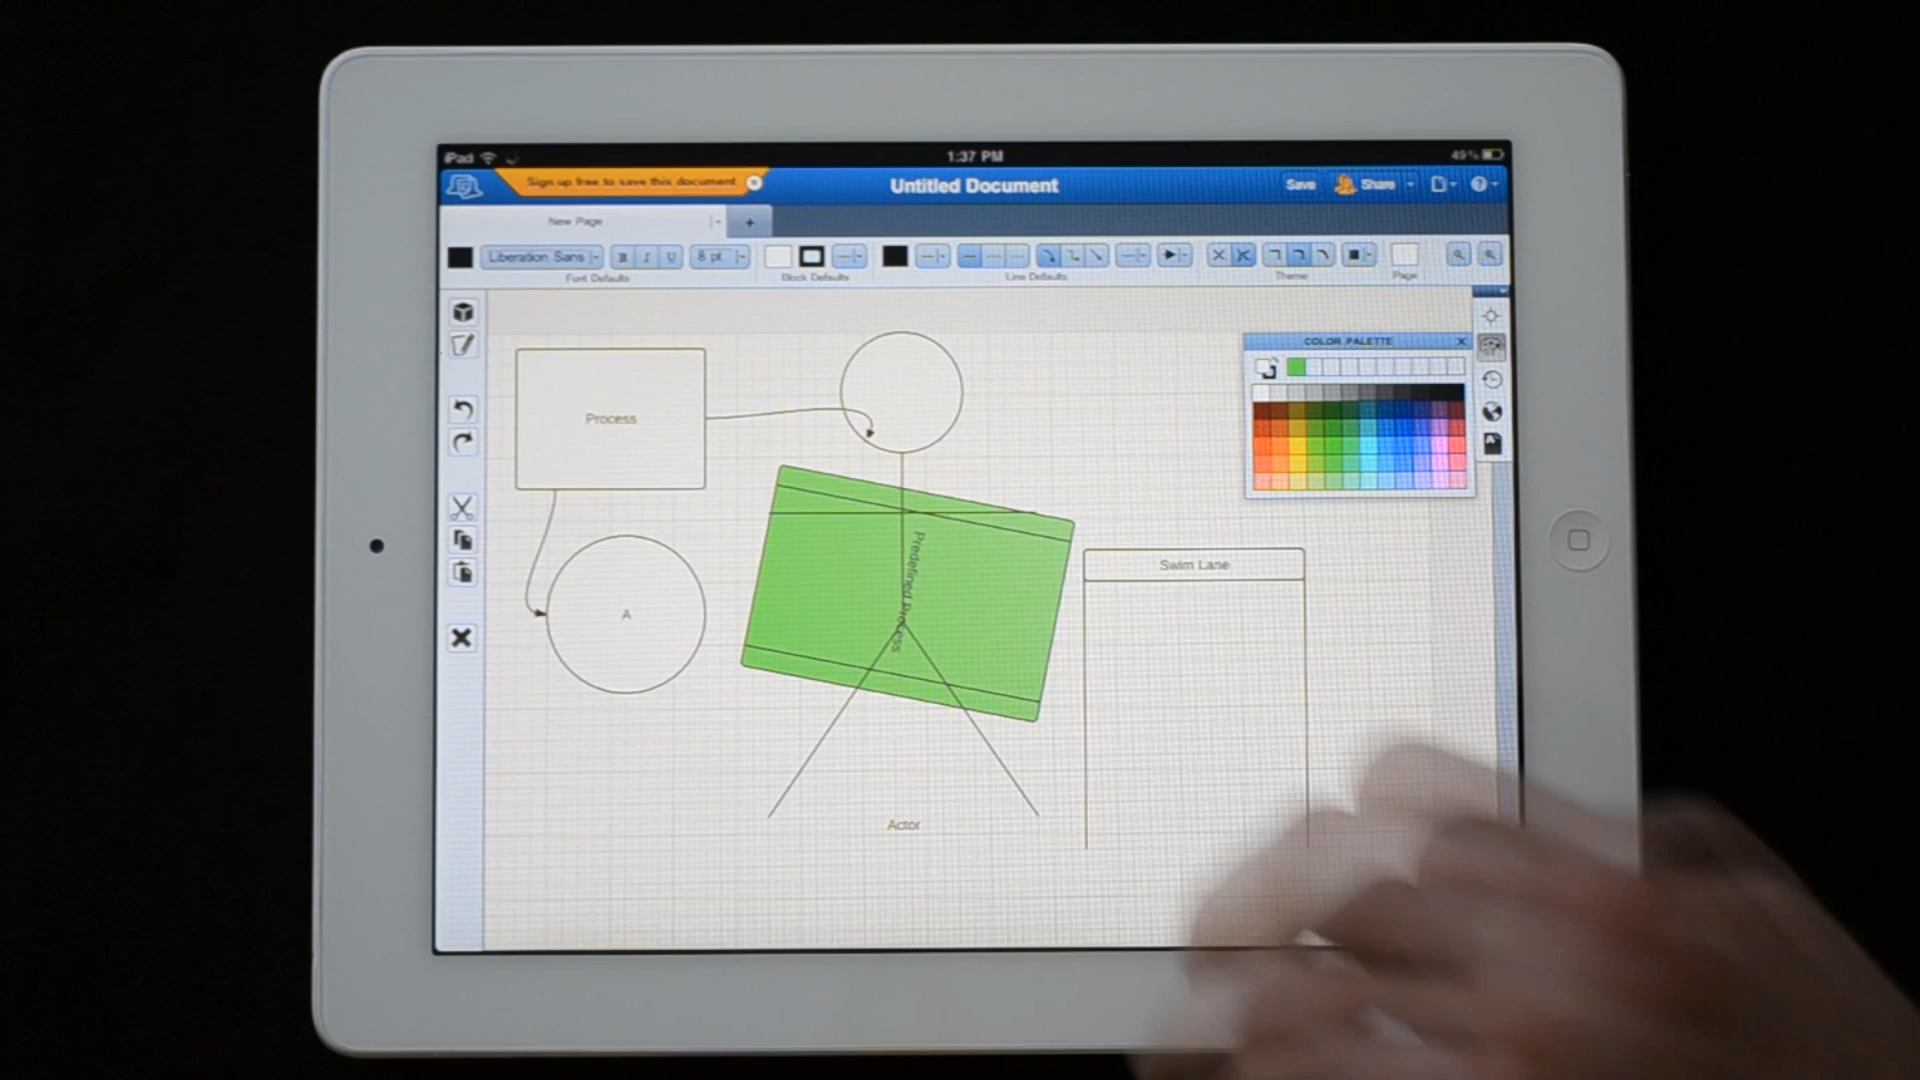 iPad
1:37 PM
49%
Sign up free to save this document
Untitled Document
Save
Share
New Page
+
Liberation Sans
B I U
8 pt
Font Defaults
Block Defaults
Line Defaults
Theme
Page
COLOR PALETTE
Process
Predefined Process
Swim Lane
A
Actor